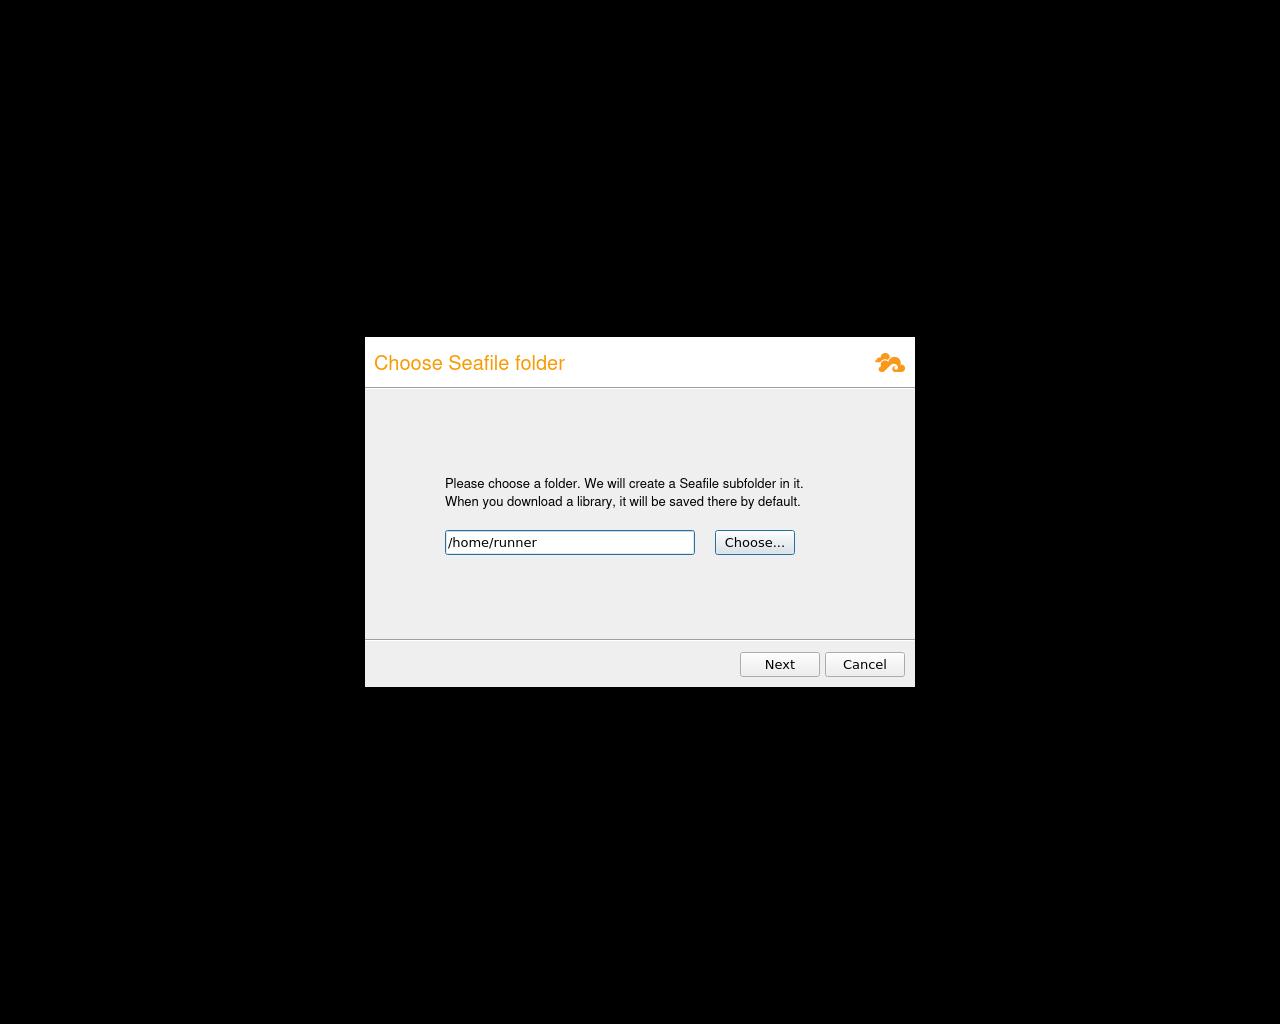 Choose Seafile folder
Please choose a folder. We will create a Seafile subfolder in it.
When you download a library, it will be saved there by default.
/home/runner
Choose...
Next
Cancel